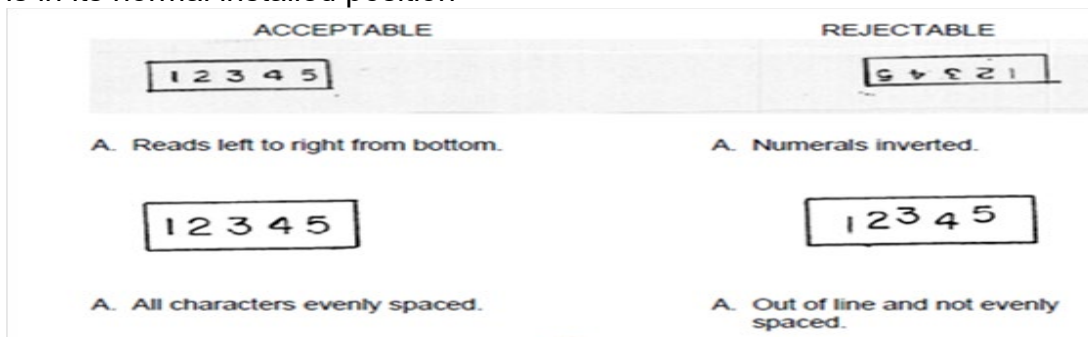 is in its normal installed position
ACCEPTABLE REJECTABLE
1 2 3 4 5 1 2 3 4 5
A. Reads left to right from bottom. A. Numerals inverted.
1 2 3 4 5 1 2 3 4 5
A. All characters evenly spaced. A. Out of line and not evenly
spaced.